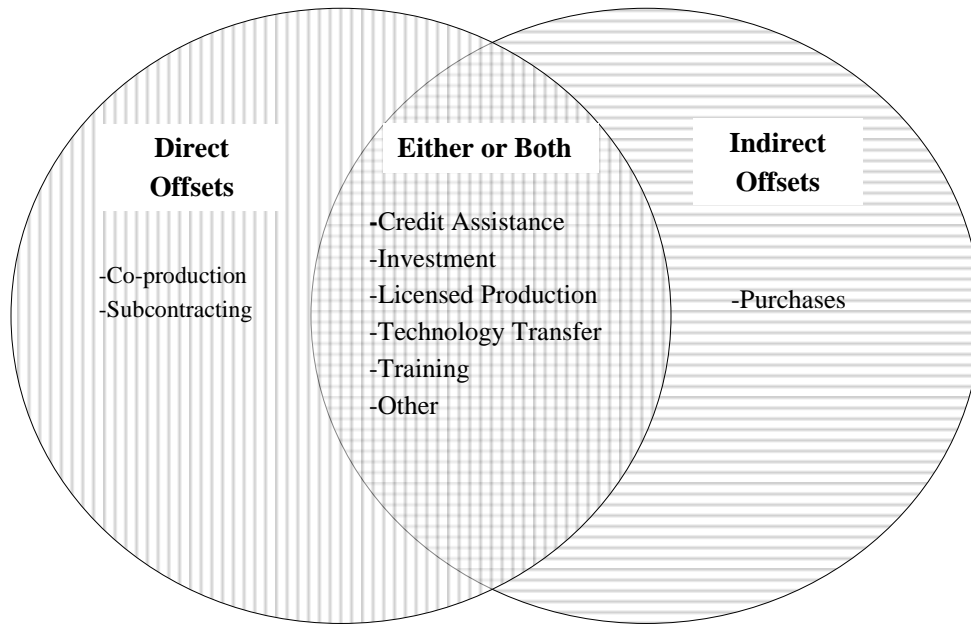 Direct
Offsets
-Co-production
-Subcontracting
Either or Both
-Credit Assistance
-Investment
-Licensed Production
-Technology Transfer
-Training
-Other
Indirect
Offsets
-Purchases